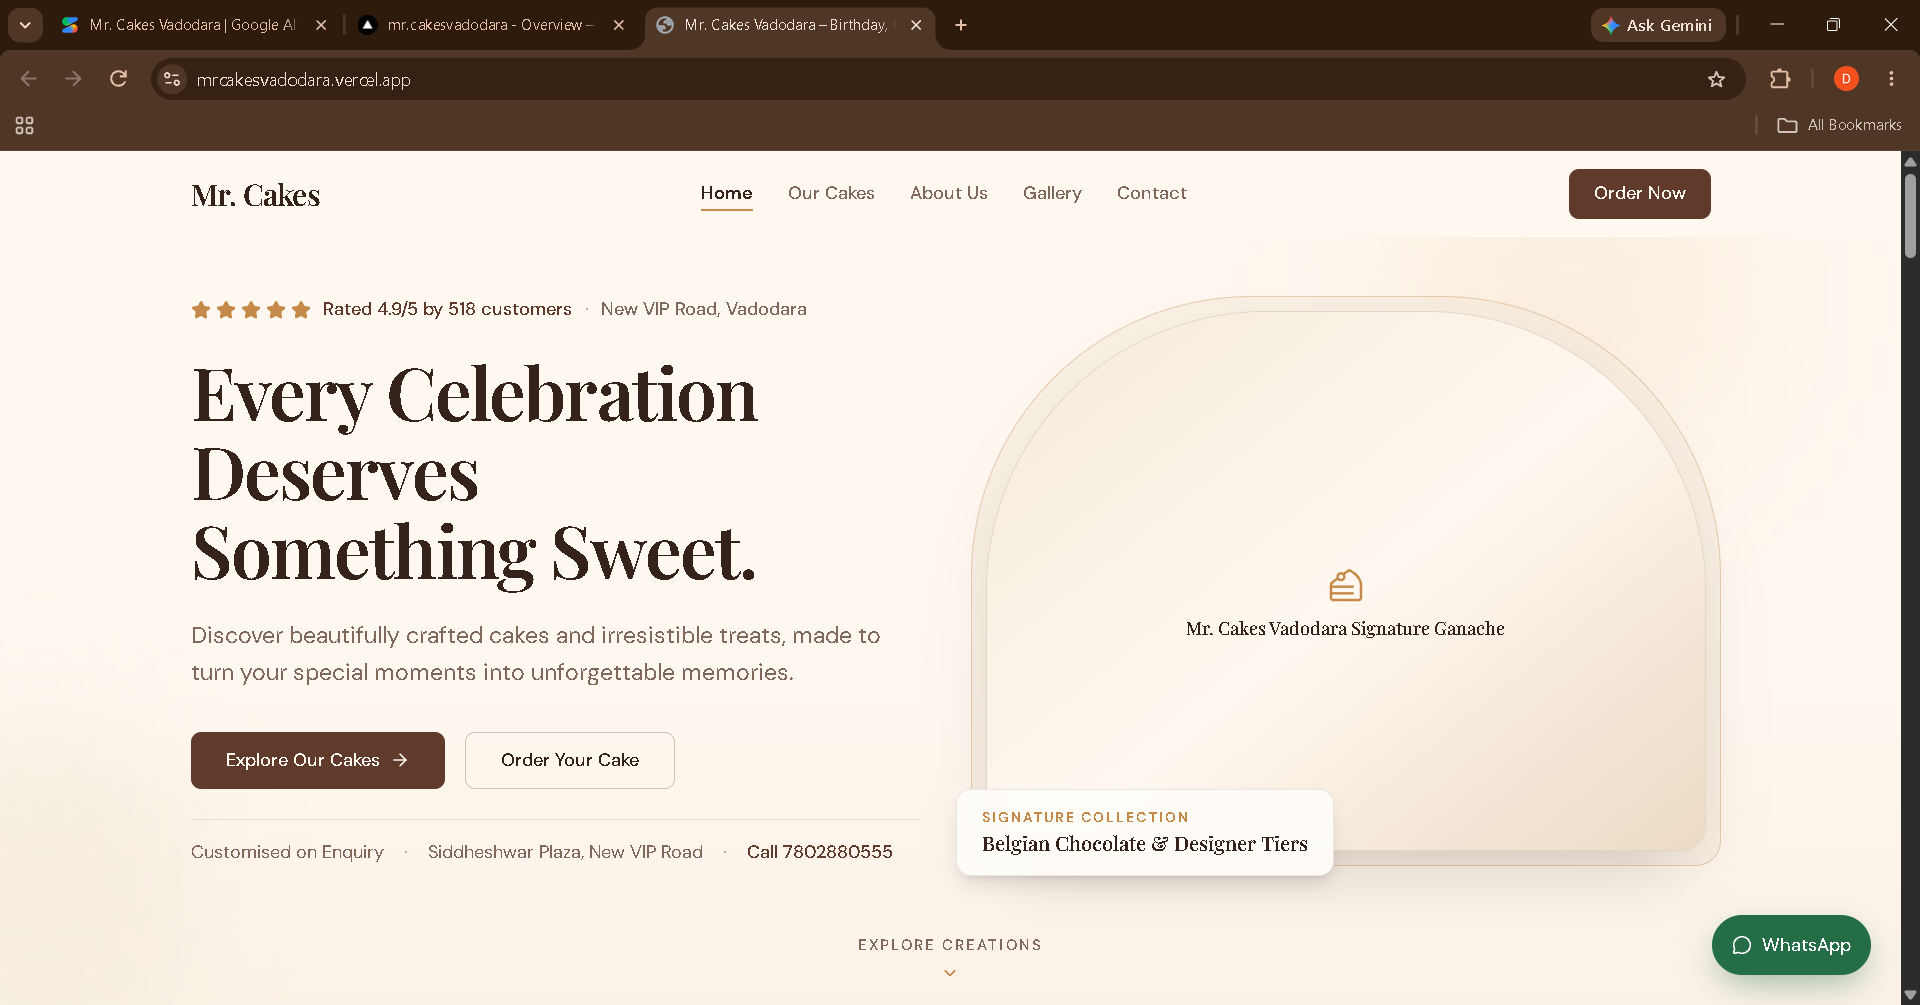 Mr. Cakes Vadodara | Google AI
mr.cakesvadodara - Overview –
Mr. Cakes Vadodara – Birthday,
Ask Gemini
mrcakesvadodara.vercel.app
D
All Bookmarks
Mr. Cakes
Home
Our Cakes
About Us
Gallery
Contact
Order Now
Rated 4.9/5 by 518 customers · New VIP Road, Vadodara
Every Celebration
Deserves
Something Sweet.
Discover beautifully crafted cakes and irresistible treats, made to
turn your special moments into unforgettable memories.
Explore Our Cakes →
Order Your Cake
Customised on Enquiry · Siddheshwar Plaza, New VIP Road · Call 7802880555
Mr. Cakes Vadodara Signature Ganache
SIGNATURE COLLECTION
Belgian Chocolate & Designer Tiers
EXPLORE CREATIONS
WhatsApp